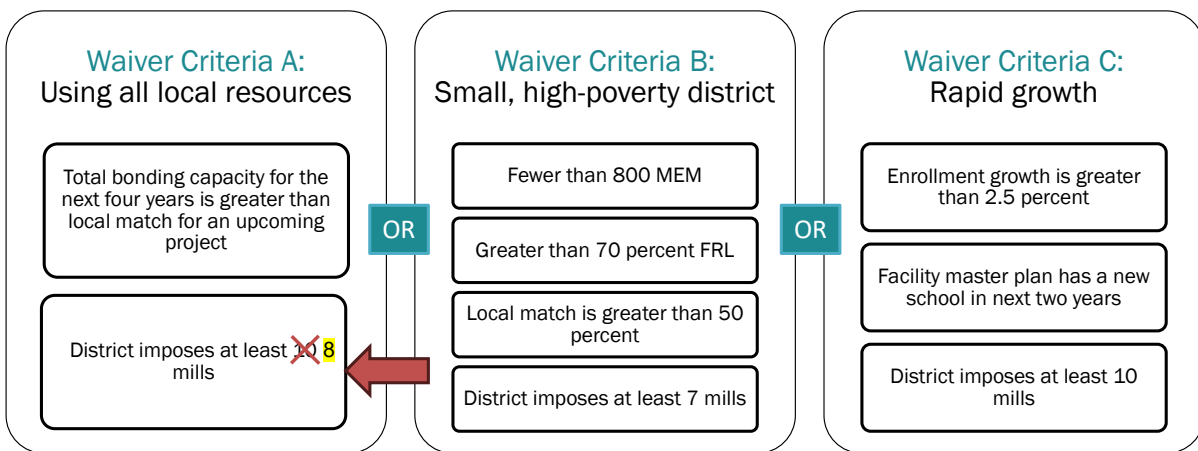 Waiver Criteria A:
Using all local resources
Total bonding capacity for the
next four years is greater than
local match for an upcoming
project
District imposes at least 10 8
mills
OR
Waiver Criteria B:
Small, high-poverty district
Fewer than 800 MEM
Greater than 70 percent FRL
Local match is greater than 50
percent
District imposes at least 7 mills
OR
Waiver Criteria C:
Rapid growth
Enrollment growth is greater
than 2.5 percent
Facility master plan has a new
school in next two years
District imposes at least 10
mills